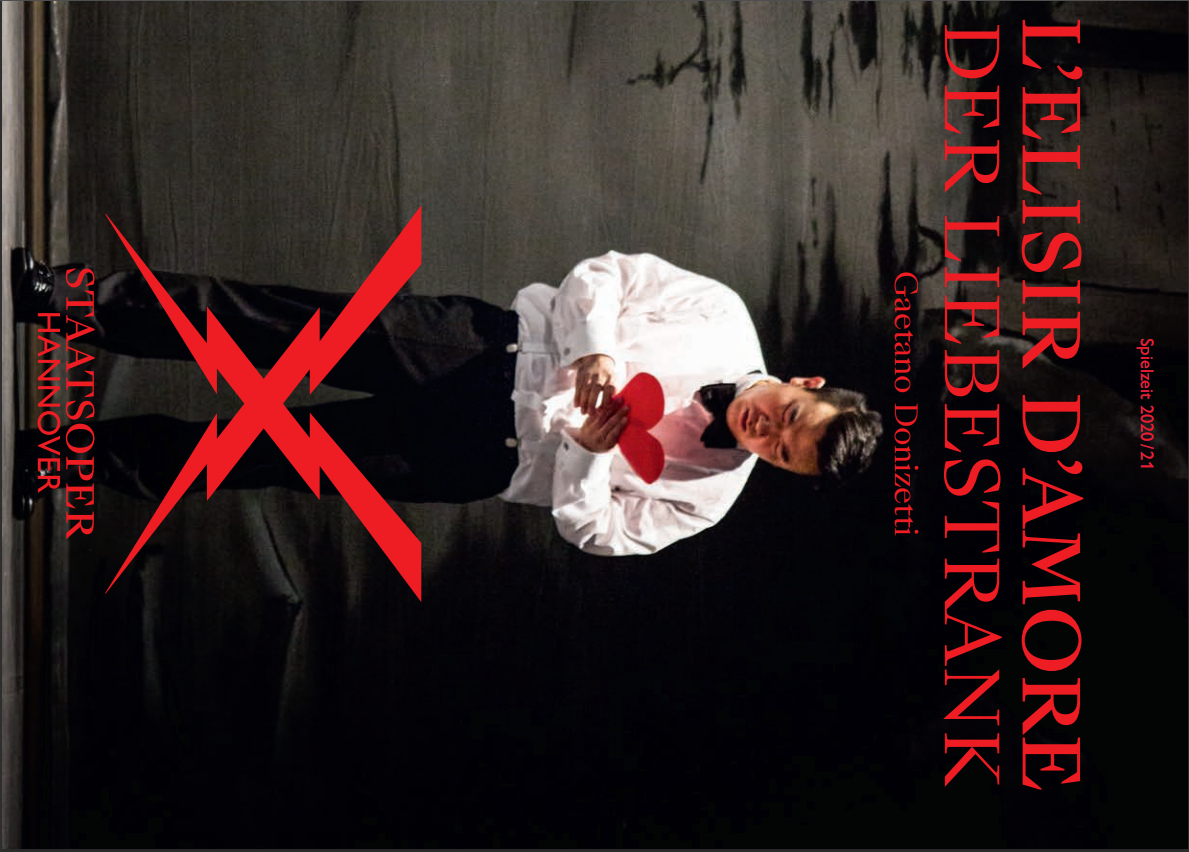 Spielzeit 2020/21
L'ELISIR D'AMORE
DER LIEBESTRANK
Gaetano Donizetti
STAATSOPER
HANNOVER